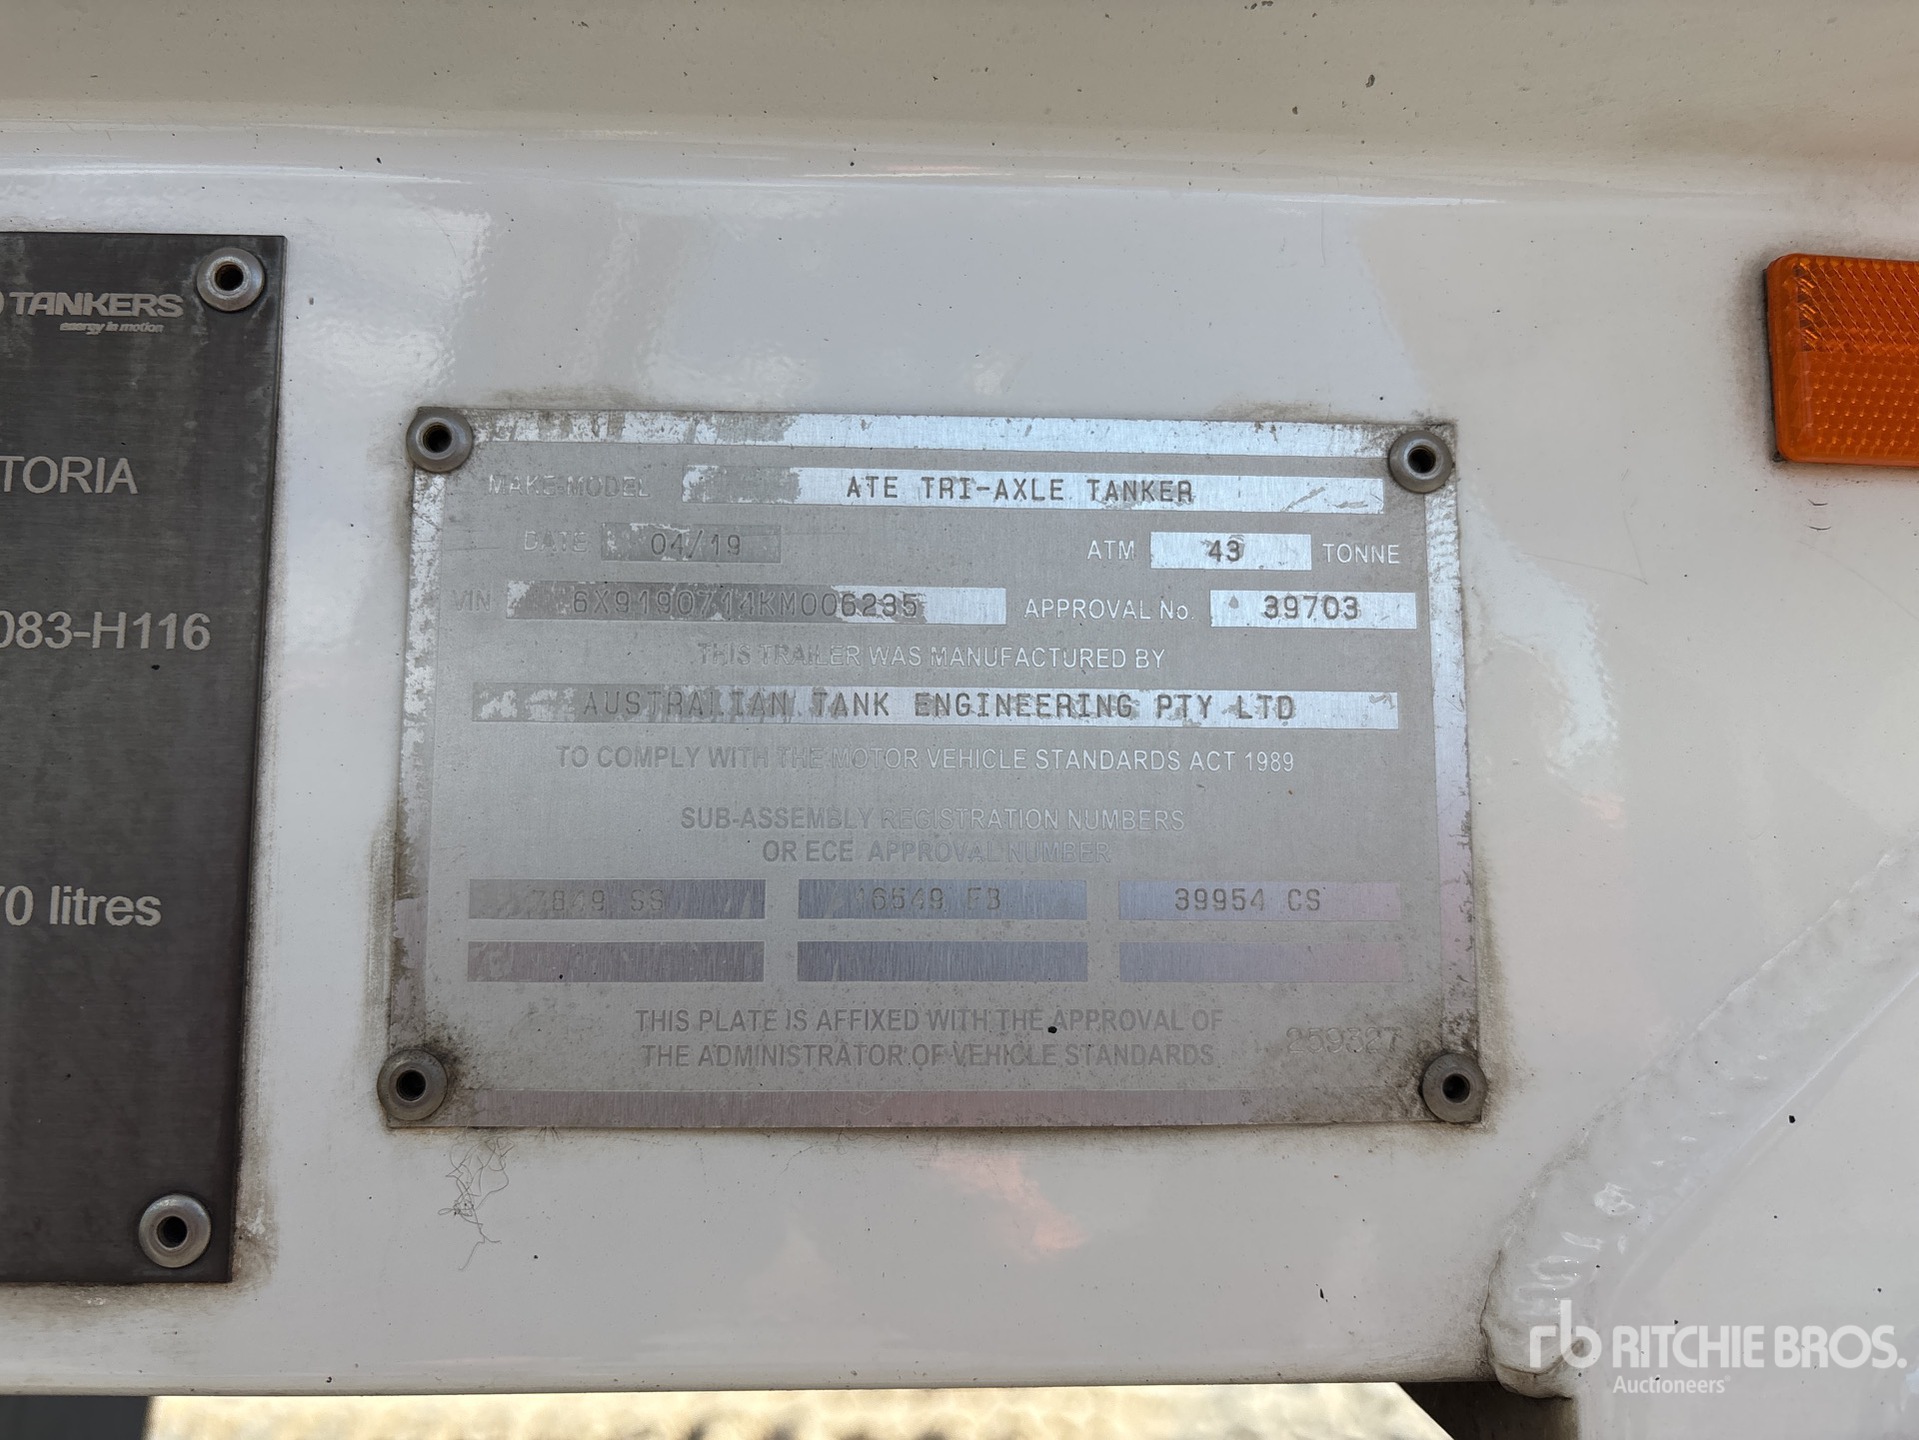 TANKERS
energy in motion
TORIA
083-H116
70 litres
MAKE-MODEL ATE TRI-AXLE TANKER
DATE 04/19 ATM 43 TONNE
VIN 6X9190714KM006235 APPROVAL No. 39703
THIS TRAILER WAS MANUFACTURED BY
AUSTRALIAN TANK ENGINEERING PTY LTD
TO COMPLY WITH THE MOTOR VEHICLE STANDARDS ACT 1989
SUB-ASSEMBLY REGISTRATION NUMBERS
OR ECE APPROVAL NUMBER
7849 SS 16549 FB 39954 CS
THIS PLATE IS AFFIXED WITH THE APPROVAL OF
THE ADMINISTRATOR OF VEHICLE STANDARDS
259327
rb RITCHIE BROS.
Auctioneers